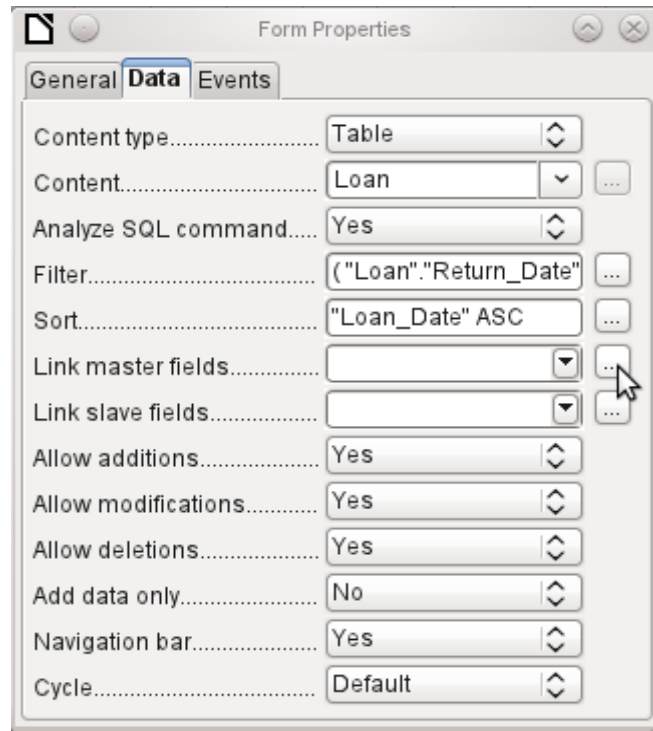 Form Properties
General Data Events
Content type........................ Table
Content................................. Loan ...
Analyze SQL command..... Yes
Filter..................................... ( "Loan"."Return_Date" ...
Sort....................................... "Loan_Date" ASC ...
Link master fields............... ...
Link slave fields................. ...
Allow additions.................... Yes
Allow modifications............ Yes
Allow deletions.................... Yes
Add data only...................... No
Navigation bar..................... Yes
Cycle..................................... Default